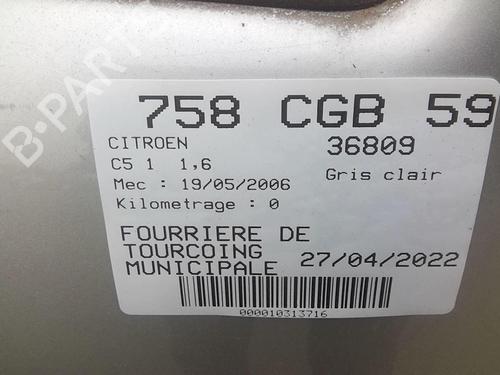 B-PARTS
758 CGB 59
CITROEN 36809
C5 1 1,6 Gris clair
Mec : 19/05/2006
Kilometrage : 0
FOURRIERE DE
TOURCOING 27/04/2022
MUNICIPALE
000010313716